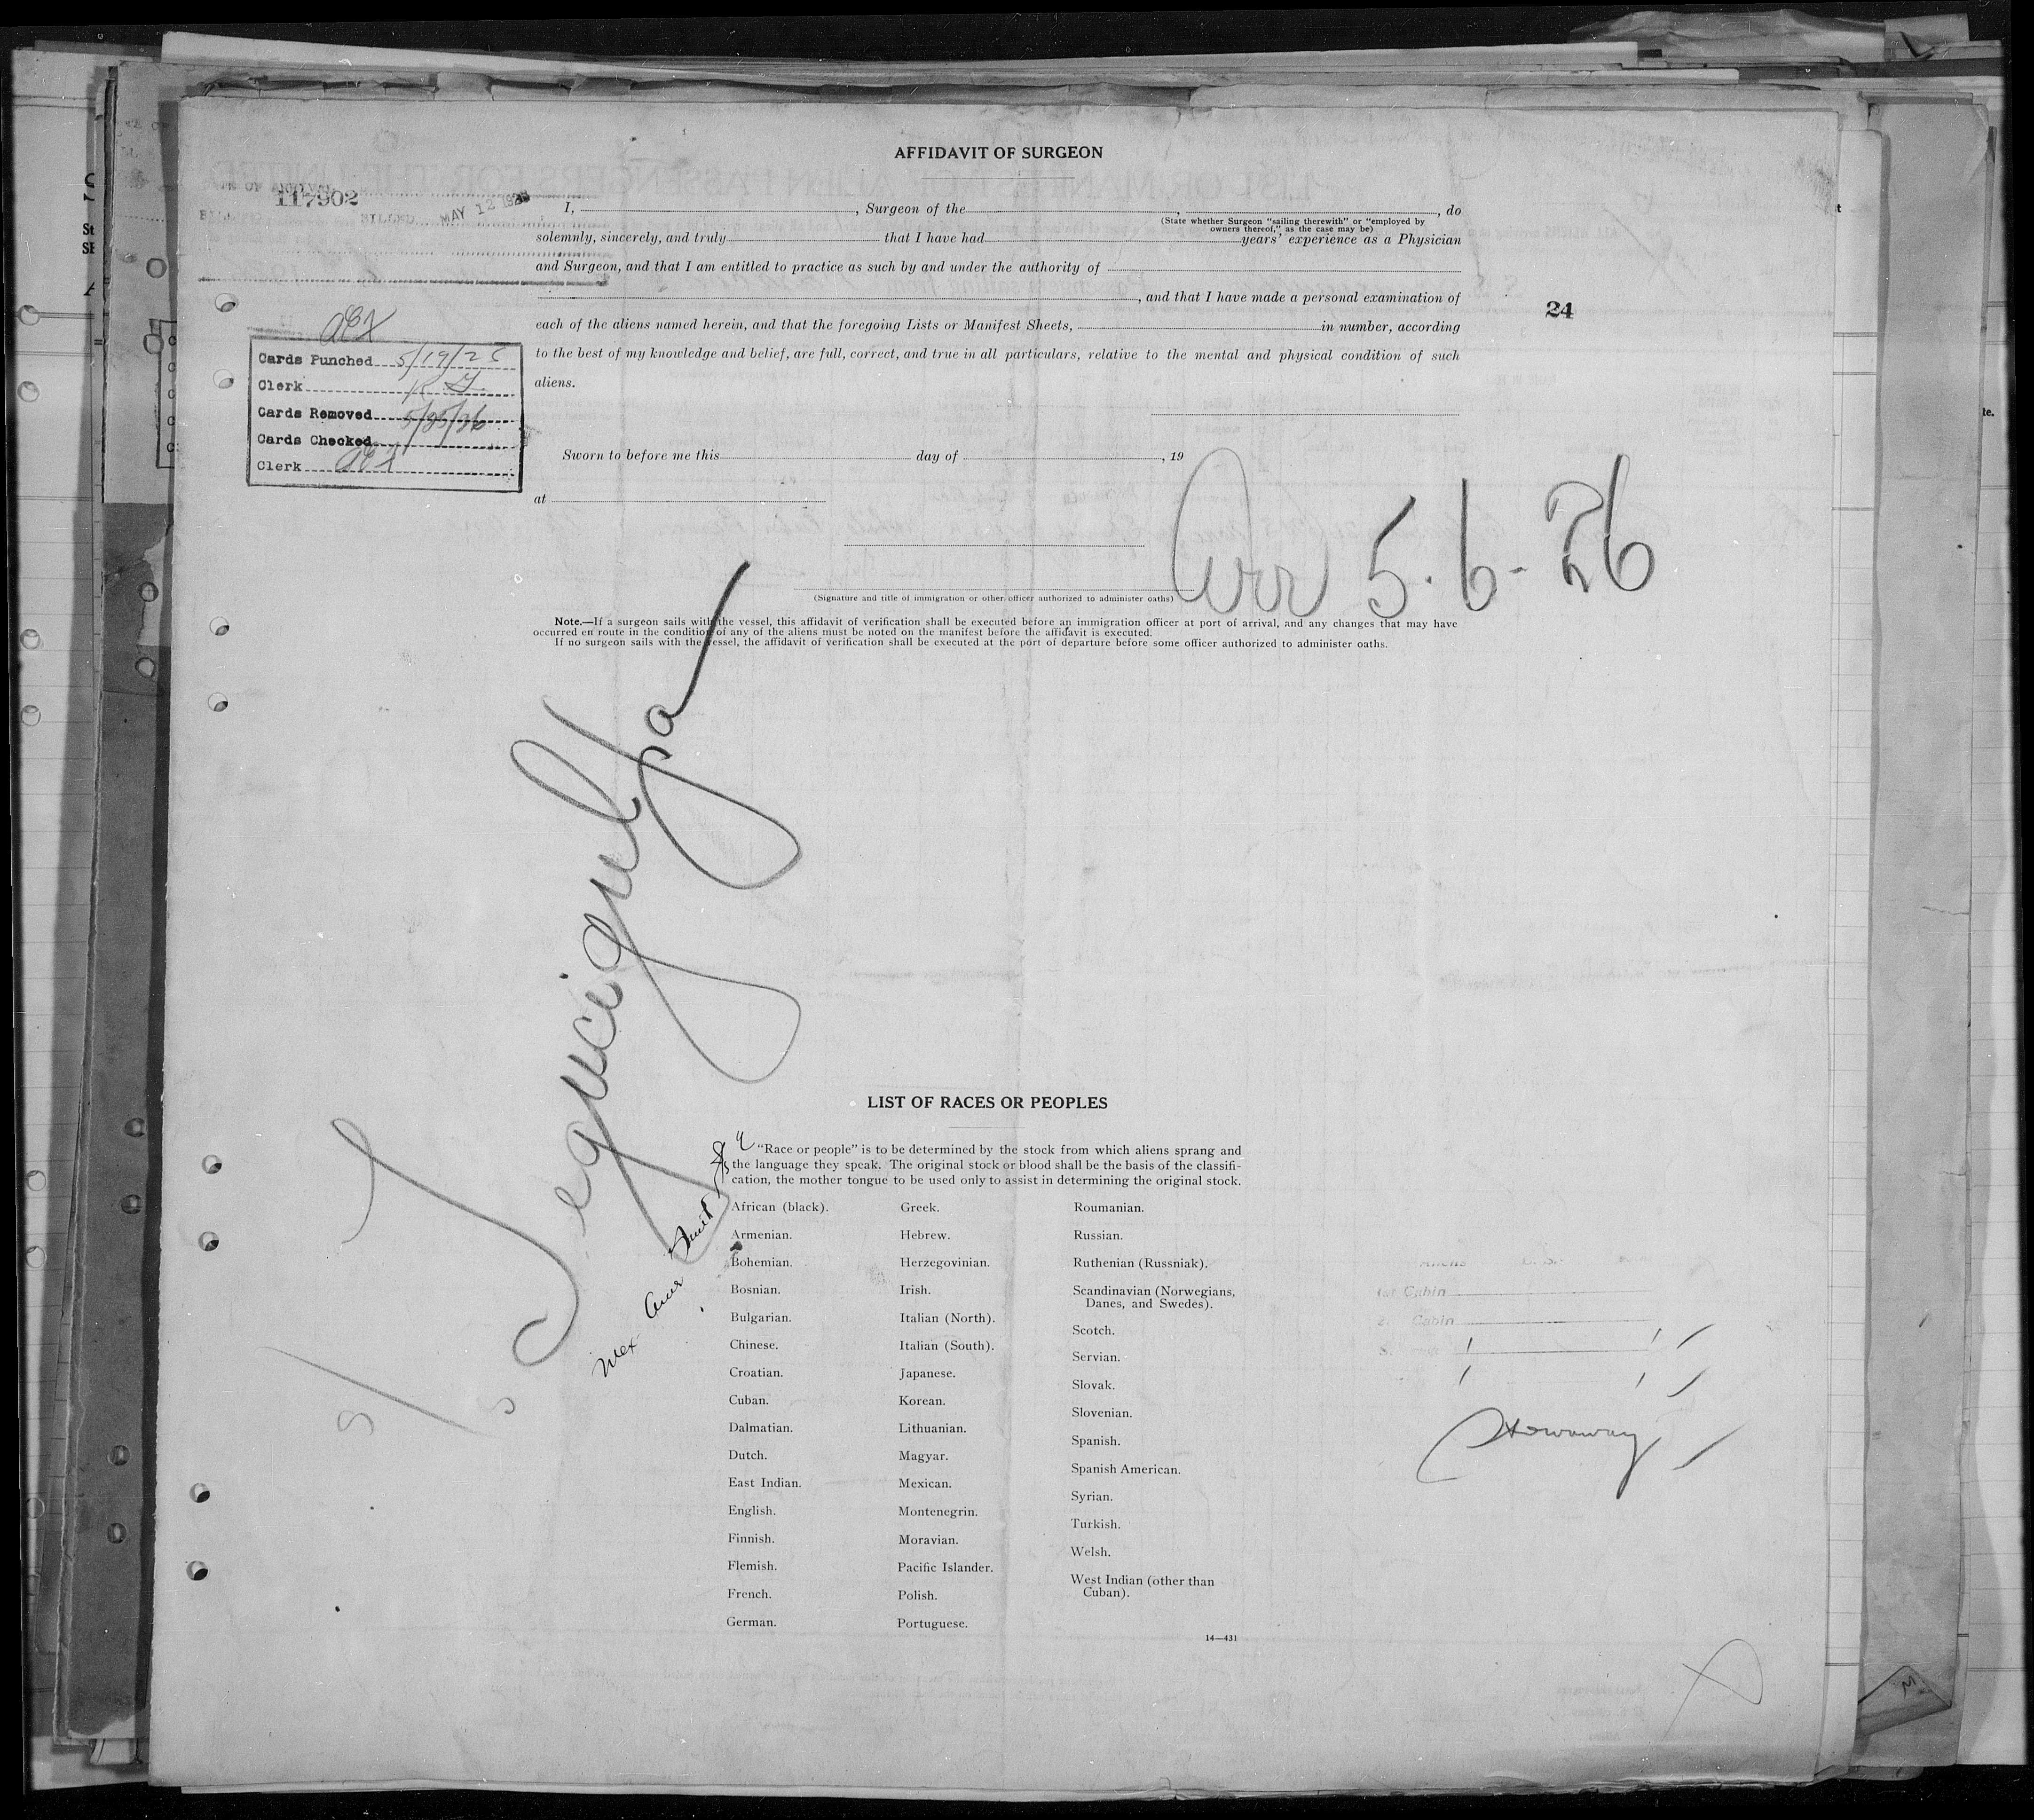 AFFIDAVIT OF SURGEON
117902
BILLED MAY 12 1926
I, , Surgeon of the , , do
(State whether Surgeon "sailing therewith" or "employed by
owners thereof," as the case may be)
solemnly, sincerely, and truly that I have had years' experience as a Physician
and Surgeon, and that I am entitled to practice as such by and under the authority of
, and that I have made a personal examination of
24
each of the aliens named herein, and that the foregoing Lists or Manifest Sheets, in number, according
to the best of my knowledge and belief, are full, correct, and true in all particulars, relative to the mental and physical condition of such
aliens.
Cards Punched 5/19/26
Clerk
Cards Removed 5/25/26
Cards Checked
Clerk
Sworn to before me this day of , 19
at
Arr 5.6-26
(Signature and title of immigration or other officer authorized to administer oaths)
Note.—If a surgeon sails with the vessel, this affidavit of verification shall be executed before an immigration officer at port of arrival, and any changes that may have
occurred en route in the condition of any of the aliens must be noted on the manifest before the affidavit is executed.
If no surgeon sails with the vessel, the affidavit of verification shall be executed at the port of departure before some officer authorized to administer oaths.
S/S Tegucigalpa
LIST OF RACES OR PEOPLES
"Race or people" is to be determined by the stock from which aliens sprang and
the language they speak. The original stock or blood shall be the basis of the classifi-
cation, the mother tongue to be used only to assist in determining the original stock.
African (black).
Armenian.
Bohemian.
Bosnian.
Bulgarian.
Chinese.
Croatian.
Cuban.
Dalmatian.
Dutch.
East Indian.
English.
Finnish.
Flemish.
French.
German.
Greek.
Hebrew.
Herzegovinian.
Irish.
Italian (North).
Italian (South).
Japanese.
Korean.
Lithuanian.
Magyar.
Mexican.
Montenegrin.
Moravian.
Pacific Islander.
Polish.
Portuguese.
Roumanian.
Russian.
Ruthenian (Russniak).
Scandinavian (Norwegians,
Danes, and Swedes).
Scotch.
Servian.
Slovak.
Slovenian.
Spanish.
Spanish American.
Syrian.
Turkish.
Welsh.
West Indian (other than
Cuban).
14—431
Mex Amer Fruit
1st Cabin
Cabin
Stowaway